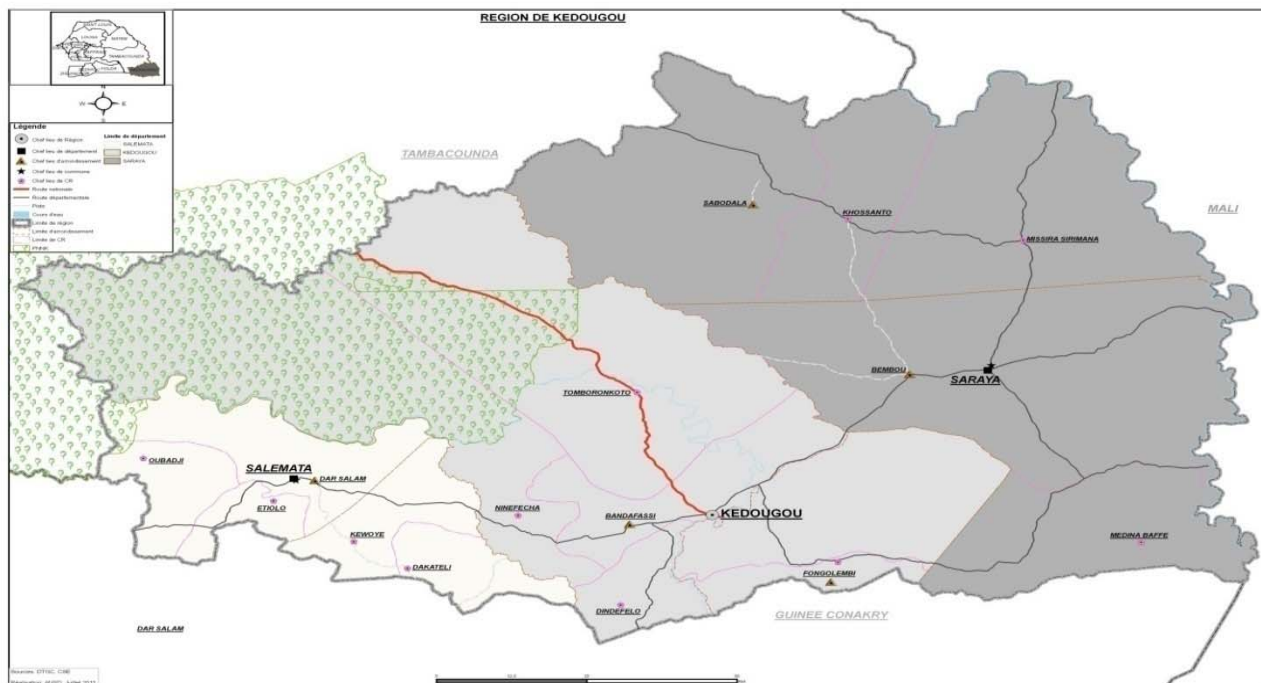 REGION DE KEDOUGOU
N
W E
S
Légende
Chef lieu de Région
Chef lieu de département
Chef lieu d'arrondissement
Chef lieu de commune
Chef lieu de CR
Route nationale
Route départementale
Piste
Cours d'eau
Limite de région
Limite d'arrondissement
Limite de CR
PNNK
Limite de département
SALEMATA
KEDOUGOU
SARAYA
TAMBACOUNDA
MALI
SABODALA
KHOSSANTO
MISSIRA SIRIMANA
BEMBOU
SARAYA
TOMBORONKOTO
OUBADJI
SALEMATA
DAR SALAM
ETIOLO
NINEFECHA
BANDAFASSI
KEDOUGOU
KEWOYE
DAKATELI
MEDINA BAFFE
FONGOLEMBI
DINDEFELO
GUINEE CONAKRY
DAR SALAM